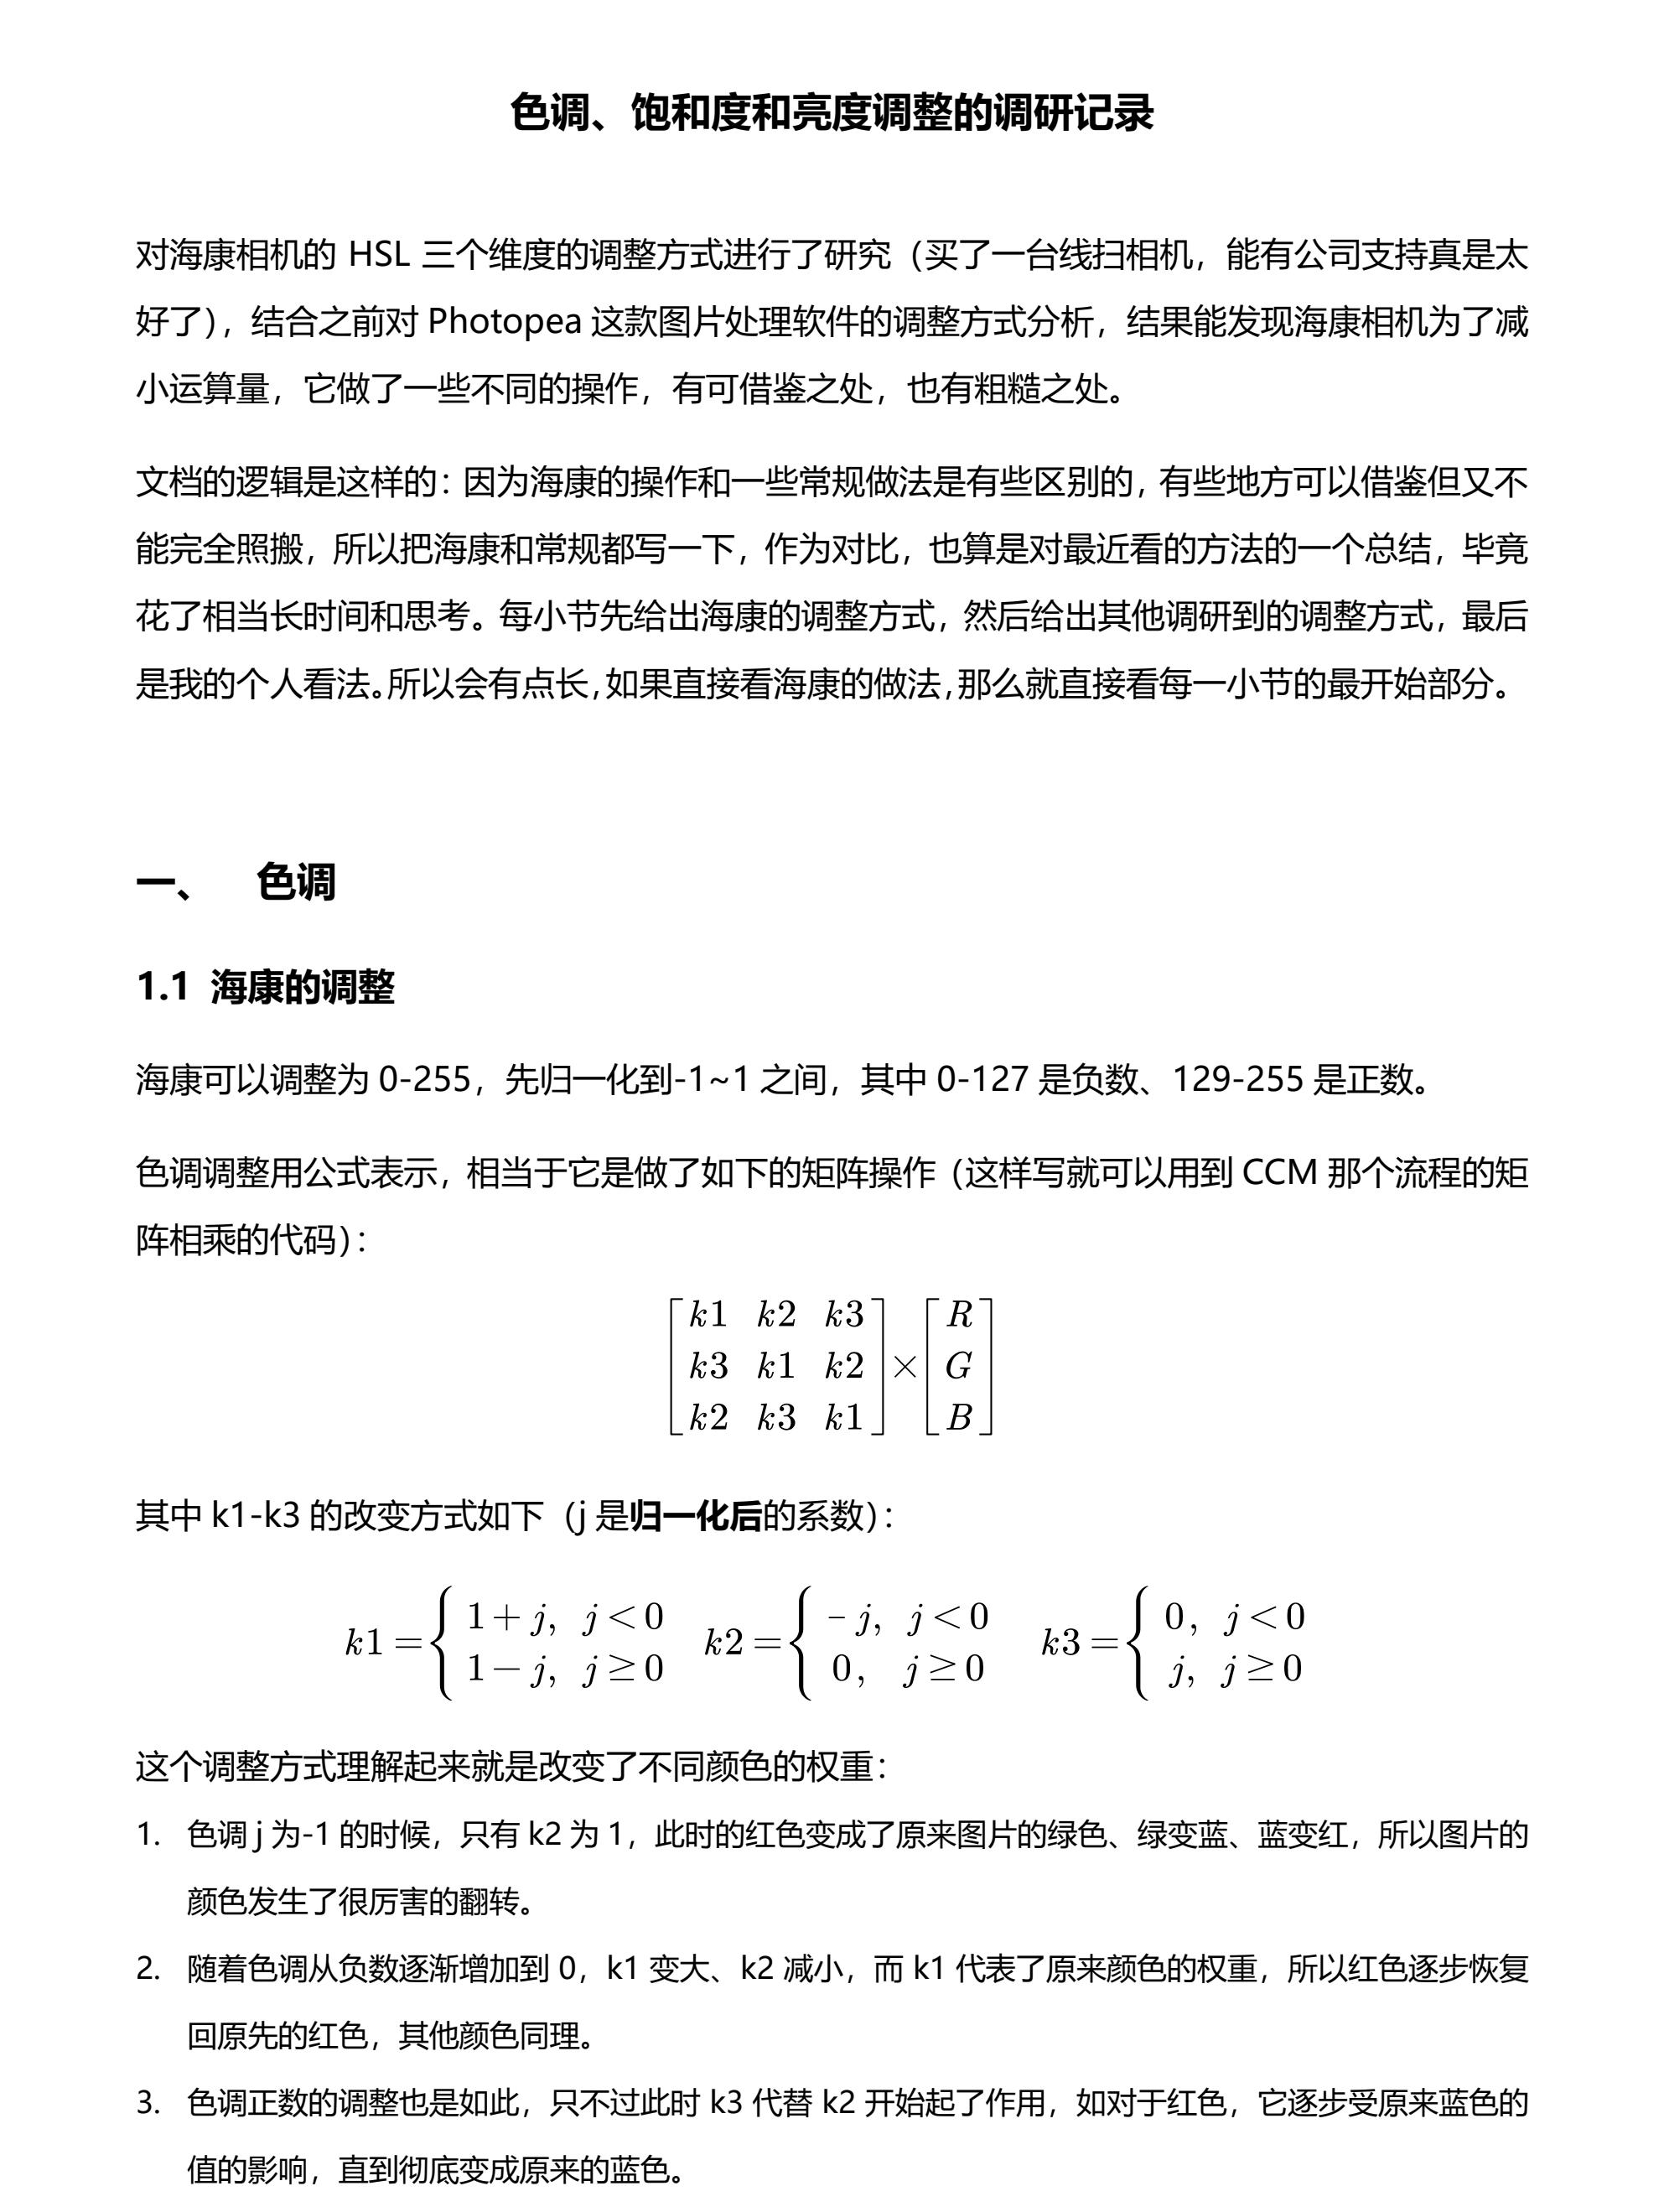 色调、饱和度和亮度调整的调研记录
对海康相机的 HSL 三个维度的调整方式进行了研究（买了一台线扫相机，能有公司支持真是太
好了），结合之前对 Photopea 这款图片处理软件的调整方式分析，结果能发现海康相机为了减
小运算量，它做了一些不同的操作，有可借鉴之处，也有粗糙之处。
文档的逻辑是这样的：因为海康的操作和一些常规做法是有些区别的，有些地方可以借鉴但又不
能完全照搬，所以把海康和常规都写一下，作为对比，也算是对最近看的方法的一个总结，毕竟
花了相当长时间和思考。每小节先给出海康的调整方式，然后给出其他调研到的调整方式，最后
是我的个人看法。所以会有点长，如果直接看海康的做法，那么就直接看每一小节的最开始部分。
一、 色调
1.1 海康的调整
海康可以调整为 0-255，先归一化到-1~1 之间，其中 0-127 是负数、129-255 是正数。
色调调整用公式表示，相当于它是做了如下的矩阵操作（这样写就可以用到 CCM 那个流程的矩
阵相乘的代码）：
[k1 k2 k3] [R]
[k3 k1 k2] × [G]
[k2 k3 k1] [B]
其中 k1-k3 的改变方式如下（j 是归一化后的系数）：
k1 = { 1 + j, j < 0 k2 = { - j, j < 0 k3 = { 0, j < 0
1 − j, j ≥ 0 0, j ≥ 0 j, j ≥ 0
这个调整方式理解起来就是改变了不同颜色的权重：
1. 色调 j 为-1 的时候，只有 k2 为 1，此时的红色变成了原来图片的绿色、绿变蓝、蓝变红，所以图片的
颜色发生了很厉害的翻转。
2. 随着色调从负数逐渐增加到 0，k1 变大、k2 减小，而 k1 代表了原来颜色的权重，所以红色逐步恢复
回原先的红色，其他颜色同理。
3. 色调正数的调整也是如此，只不过此时 k3 代替 k2 开始起了作用，如对于红色，它逐步受原来蓝色的
值的影响，直到彻底变成原来的蓝色。